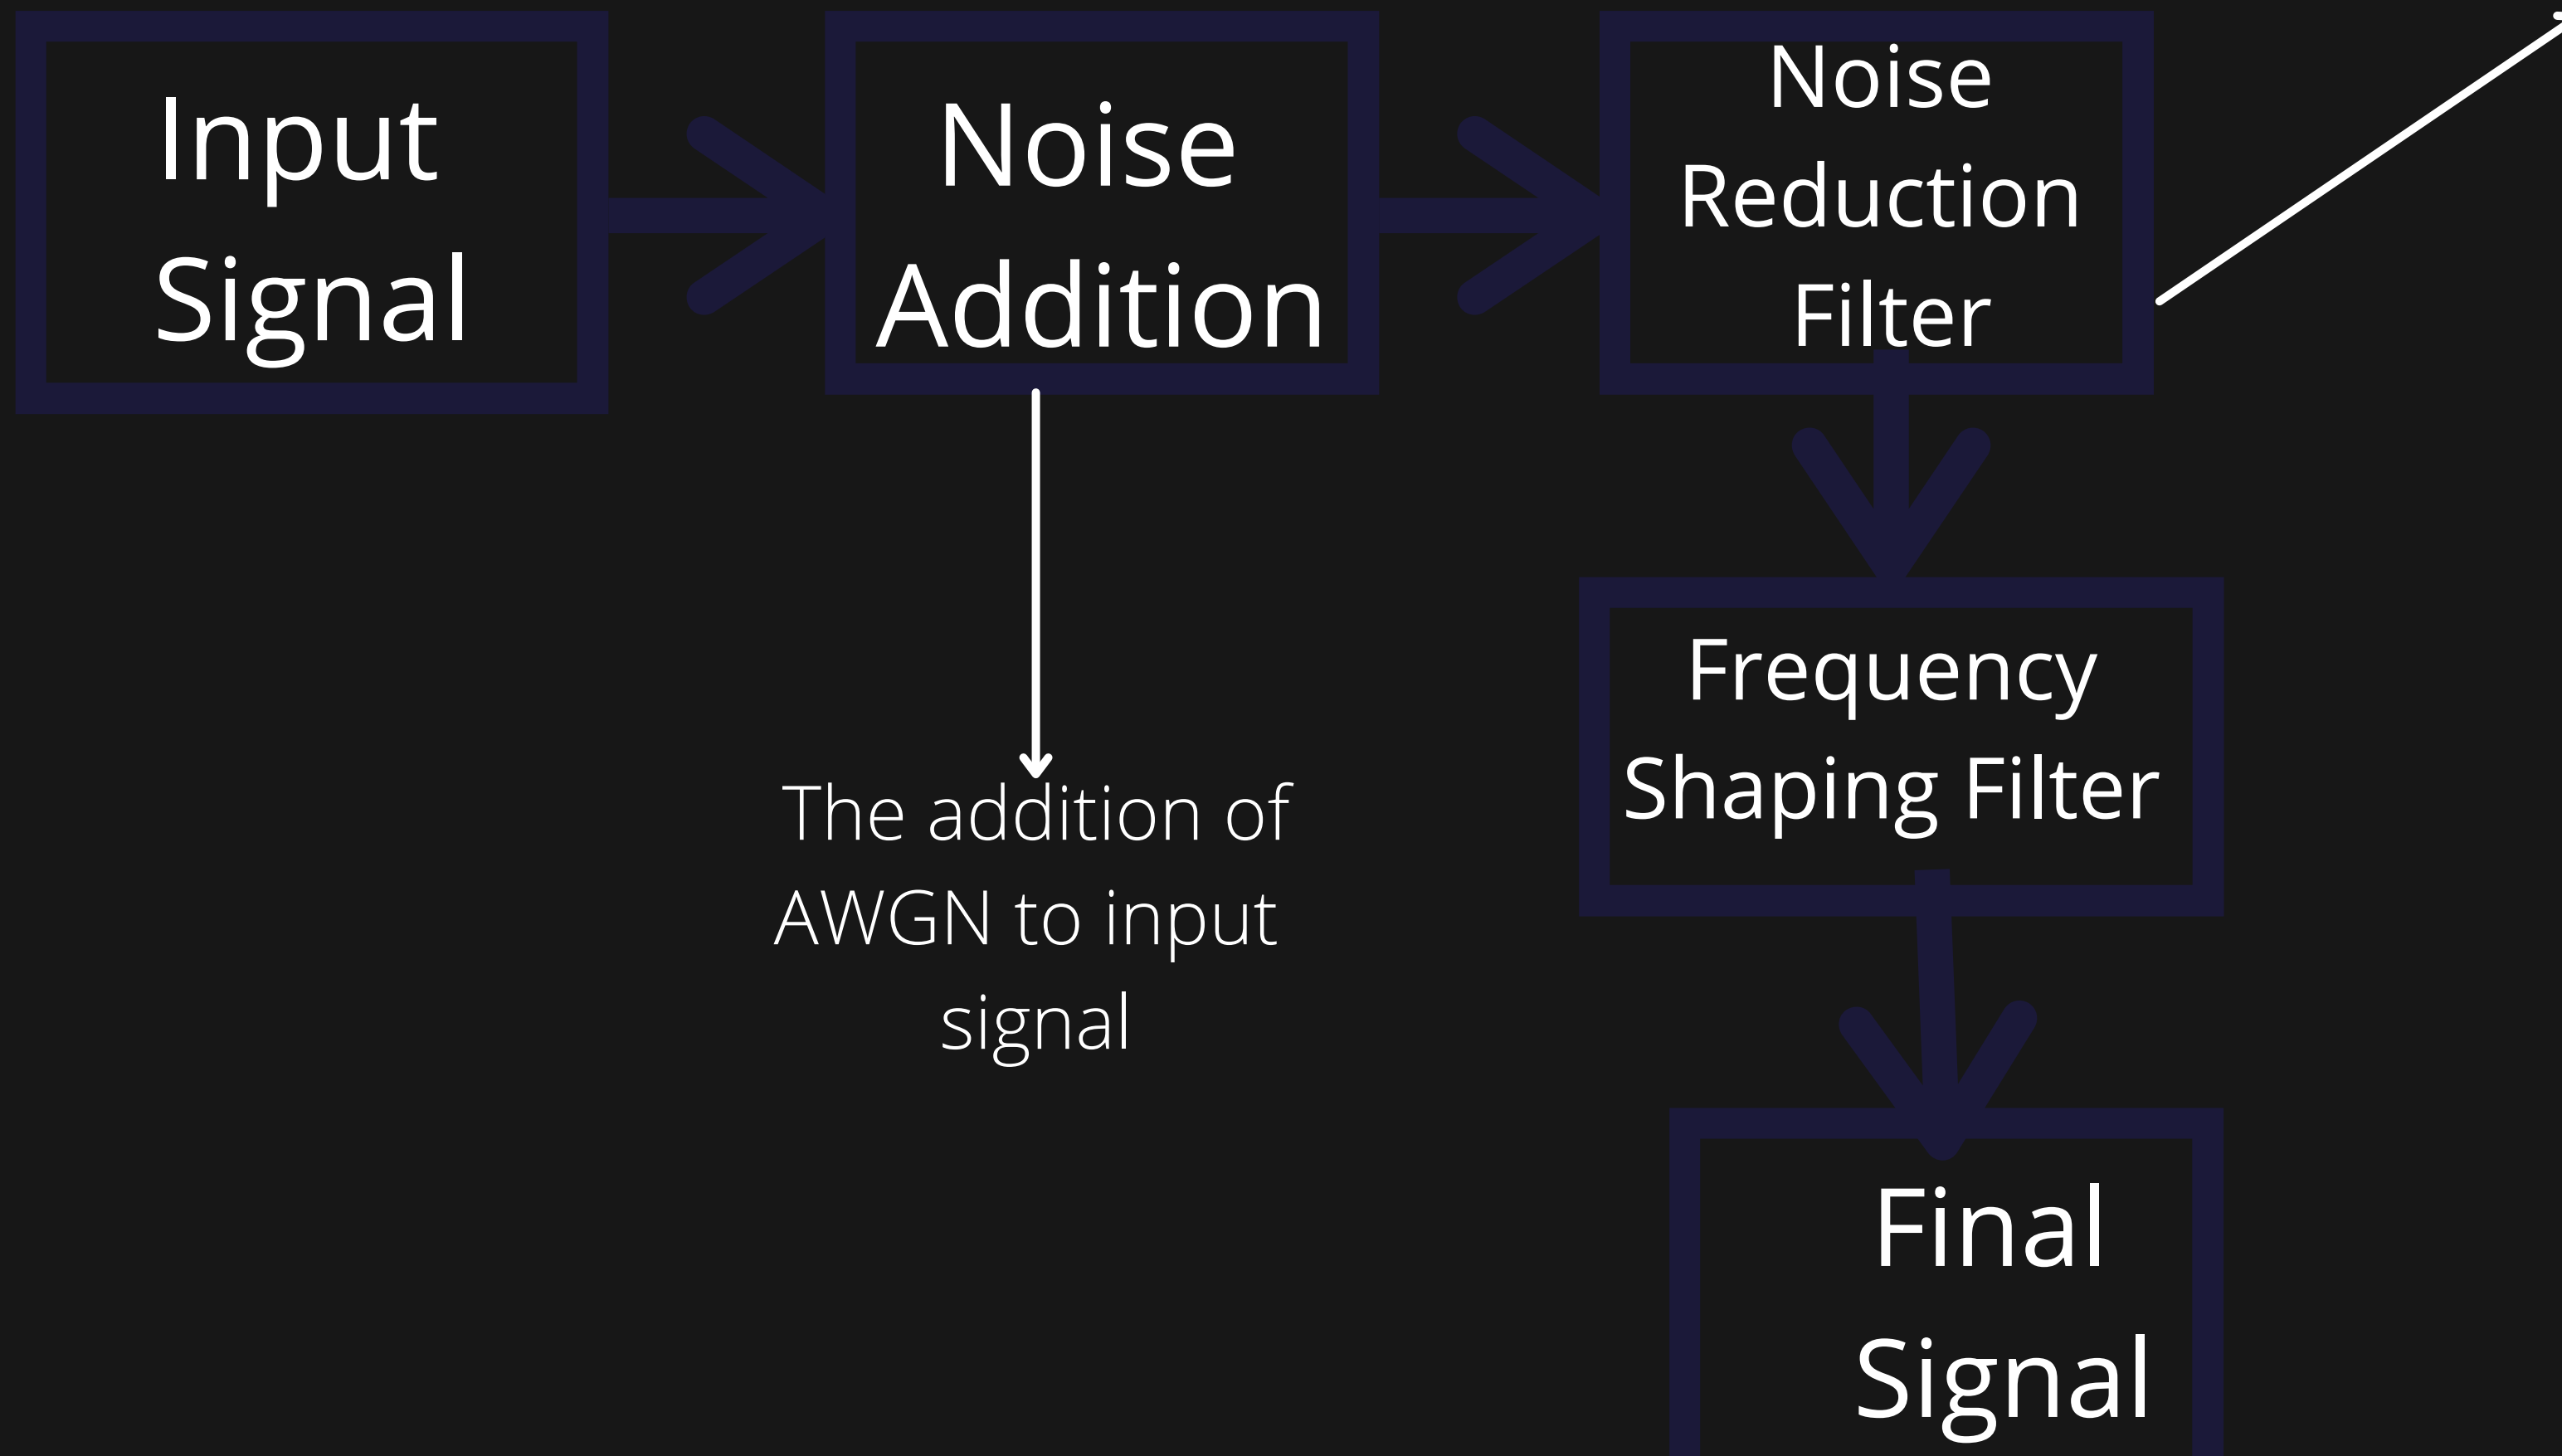 Input
Signal
Noise
Addition
Noise
Reduction
Filter
The addition of
AWGN to input
signal
Frequency
Shaping Filter
Final
Signal